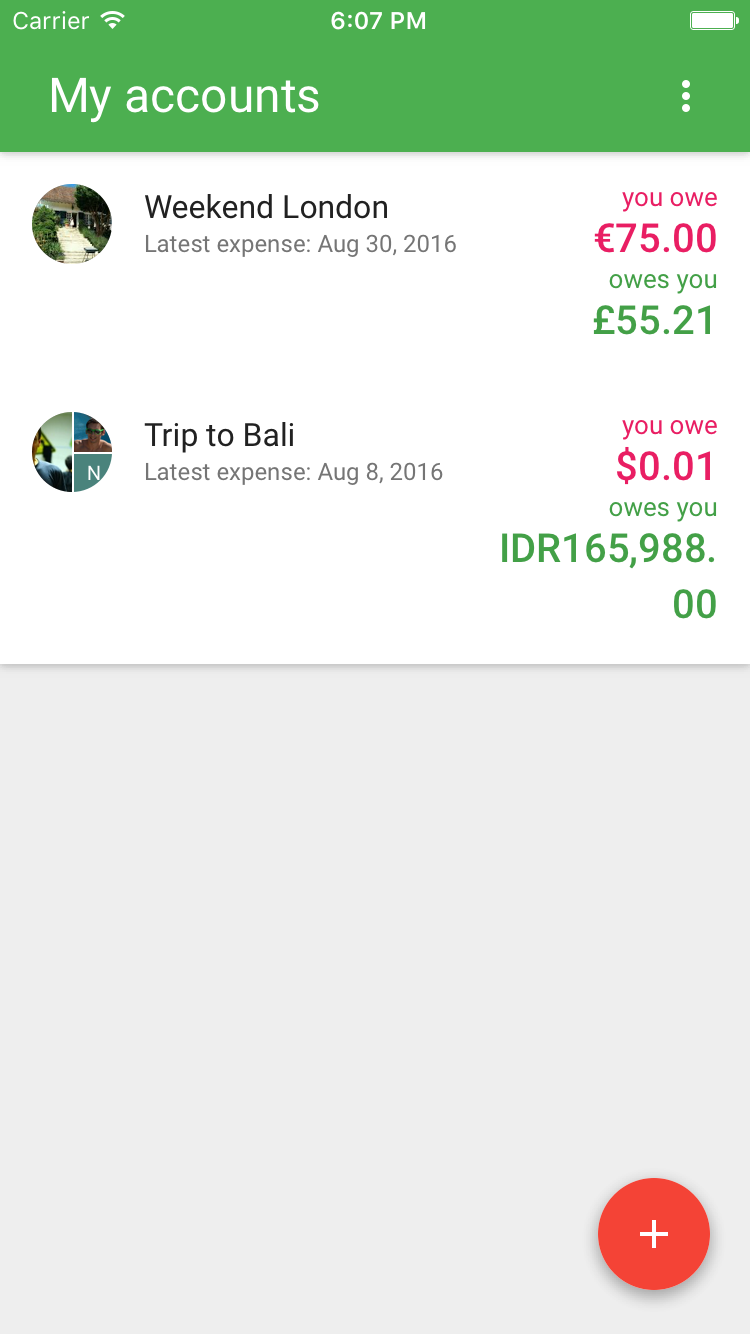 Carrier 6:07 PM
My accounts
Weekend London
Latest expense: Aug 30, 2016
you owe
€75.00
owes you
£55.21
Trip to Bali
Latest expense: Aug 8, 2016
N
you owe
$0.01
owes you
IDR165,988.
00
+